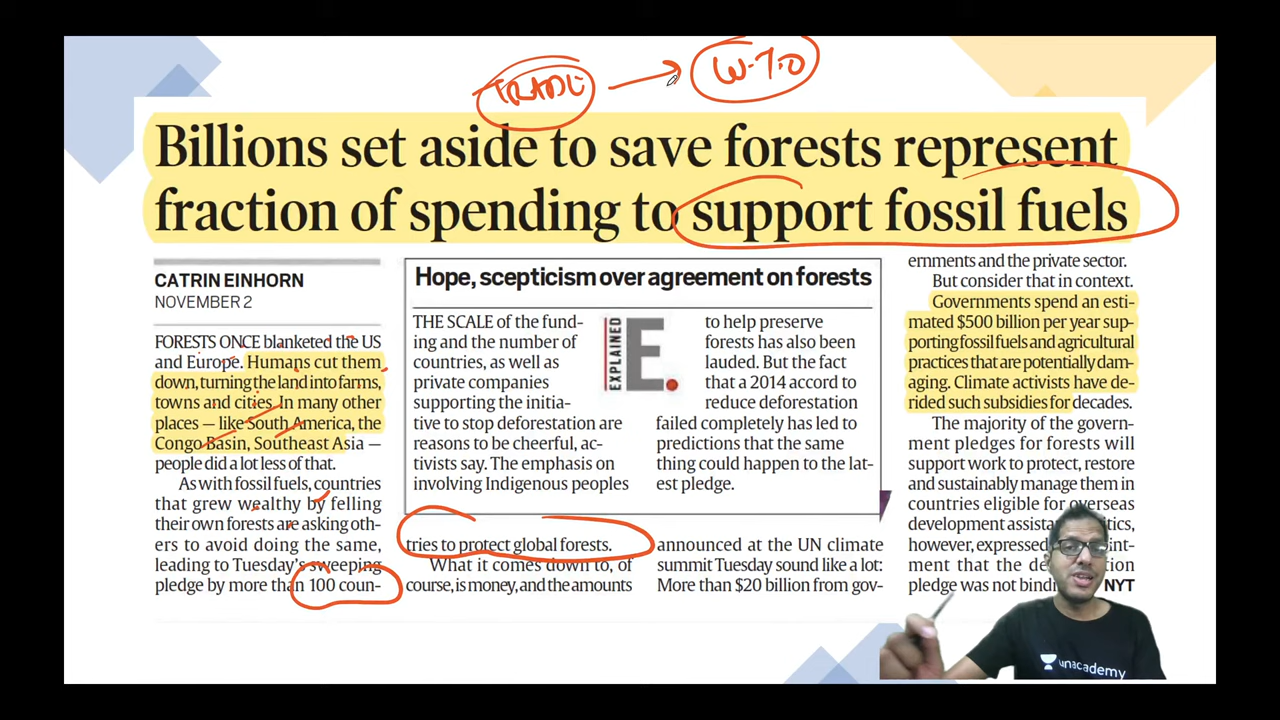 TRADE → W.T.O
Billions set aside to save forests represent
fraction of spending to support fossil fuels
CATRIN EINHORN
NOVEMBER 2
FORESTS ONCE blanketed the US
and Europe. Humans cut them
down, turning the land into farms,
towns and cities. In many other
places — like South America, the
Congo Basin, Southeast Asia —
people did a lot less of that.
As with fossil fuels, countries
that grew wealthy by felling
their own forests are asking oth-
ers to avoid doing the same,
leading to Tuesday's sweeping
pledge by more than 100 coun-
Hope, scepticism over agreement on forests
THE SCALE of the fund-
ing and the number of
countries, as well as
private companies
supporting the initia-
tive to stop deforestation are
reasons to be cheerful, ac-
tivists say. The emphasis on
involving Indigenous peoples
EXPLAINED
E.
to help preserve
forests has also been
lauded. But the fact
that a 2014 accord to
reduce deforestation
failed completely has led to
predictions that the same
thing could happen to the lat-
est pledge.
tries to protect global forests.
What it comes down to, of
course, is money, and the amounts
announced at the UN climate
summit Tuesday sound like a lot:
More than $20 billion from gov-
ernments and the private sector.
But consider that in context.
Governments spend an esti-
mated $500 billion per year sup-
porting fossil fuels and agricultural
practices that are potentially dam-
aging. Climate activists have de-
rided such subsidies for decades.
The majority of the govern-
ment pledges for forests will
support work to protect, restore
and sustainably manage them in
countries eligible for overseas
development
however, expressed
ment that the
pledge was not NYT
unacademy